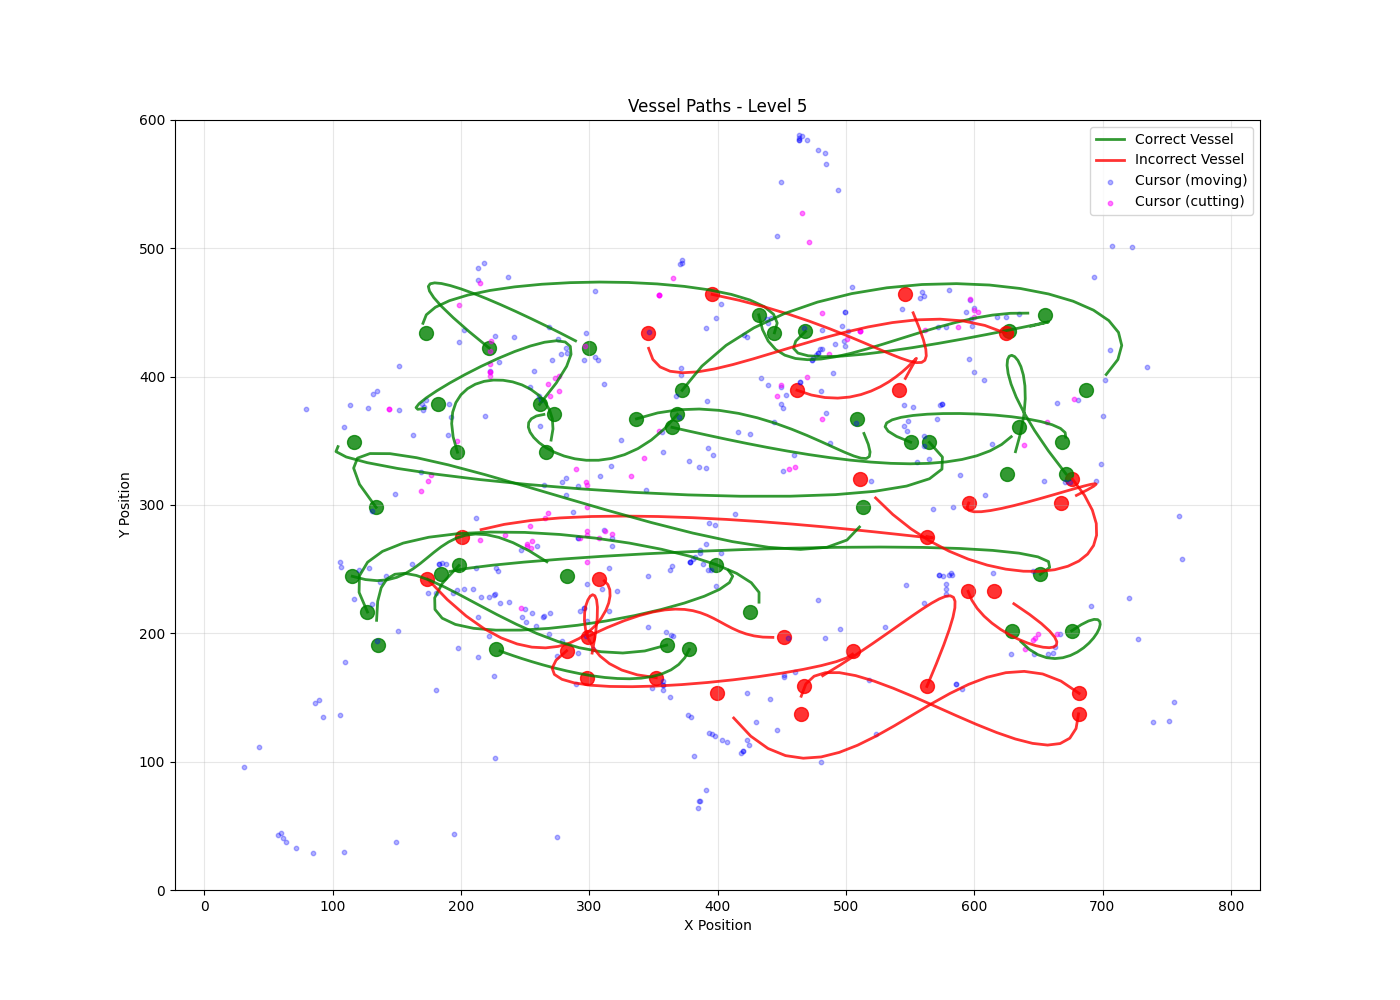 Vessel Paths - Level 5
Correct Vessel
Incorrect Vessel
Cursor (moving)
Cursor (cutting)
600
500
400
300
200
100
0
Y Position
0 100 200 300 400 500 600 700 800
X Position